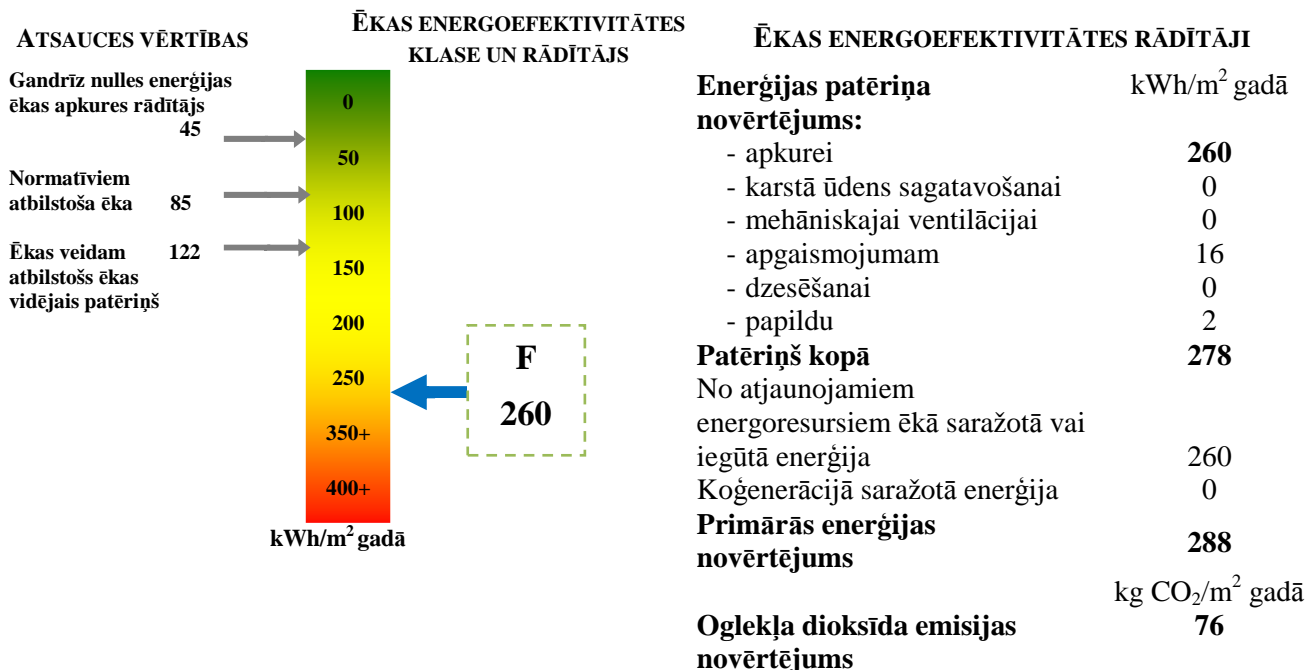 ATSAUCES VĒRTĪBAS
Gandrīz nulles enerģijas
ēkas apkures rādītājs
45
Normatīviem
atbilstoša ēka 85
Ēkas veidam 122
atbilstošs ēkas
vidējais patēriņš
ĒKAS ENERGOEFEKTIVITĀTES
KLASE UN RĀDĪTĀJS
0
50
100
150
200
250
350+
400+
kWh/m² gadā
F
260
ĒKAS ENERGOEFEKTIVITĀTES RĀDĪTĀJI
Enerģijas patēriņa kWh/m² gadā
novērtējums:
- apkurei 260
- karstā ūdens sagatavošanai 0
- mehāniskajai ventilācijai 0
- apgaismojumam 16
- dzesēšanai 0
- papildu 2
Patēriņš kopā 278
No atjaunojamiem
energoresursiem ēkā saražotā vai
iegūtā enerģija 260
Koģenerācijā saražotā enerģija 0
Primārās enerģijas
novērtējums 288
kg CO₂/m² gadā
Oglekļa dioksīda emisijas 76
novērtējums